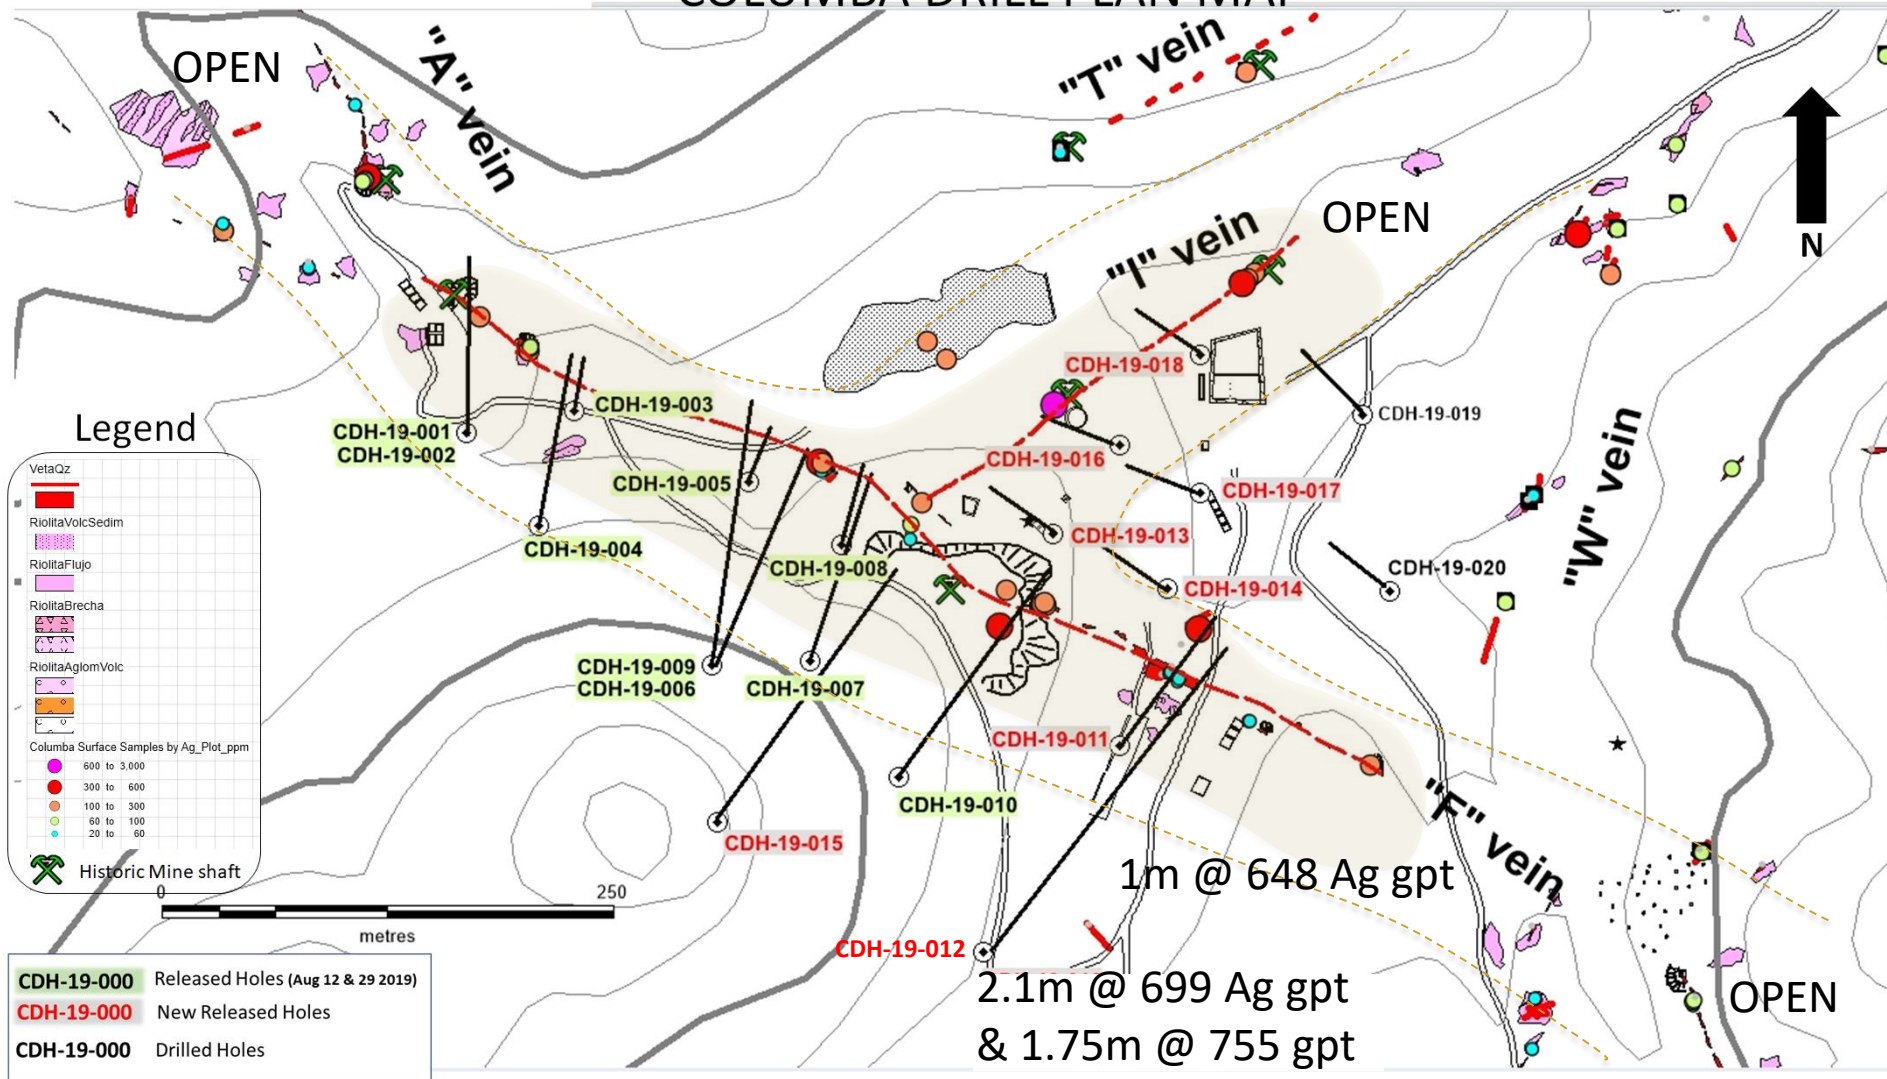 COLUMBA DRILL PLAN MAP
OPEN
"A" vein
"T" vein
"I" vein
OPEN
N
CDH-19-018
CDH-19-019
CDH-19-003
CDH-19-001
CDH-19-002
CDH-19-016
CDH-19-005
CDH-19-017
CDH-19-004
CDH-19-013
CDH-19-008
CDH-19-020
CDH-19-014
"W" vein
CDH-19-009
CDH-19-006
CDH-19-007
CDH-19-011
CDH-19-010
CDH-19-015
"F" vein
1m @ 648 Ag gpt
CDH-19-012
2.1m @ 699 Ag gpt
& 1.75m @ 755 gpt
OPEN
Legend
VetaQz
RiolitaVolcSedim
RiolitaFlujo
RiolitaBrecha
RiolitaAglomVolc
Columba Surface Samples by Ag_Plot_ppm
600 to 3,000
300 to 600
100 to 300
60 to 100
20 to 60
Historic Mine shaft
0 250
metres
CDH-19-000 Released Holes (Aug 12 & 29 2019)
CDH-19-000 New Released Holes
CDH-19-000 Drilled Holes